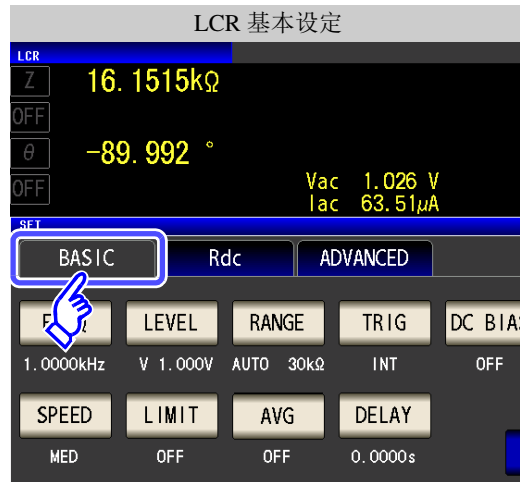 LCR 基本设定
LCR
Z 16.1515kΩ
OFF
θ -89.992 °
OFF
Vac 1.026 V
Iac 63.51μA
SET
BASIC Rdc ADVANCED
LEVEL RANGE TRIG DC BIAS
1.0000kHz V 1.000V AUTO 30kΩ INT OFF
SPEED LIMIT AVG DELAY
MED OFF OFF 0.0000s